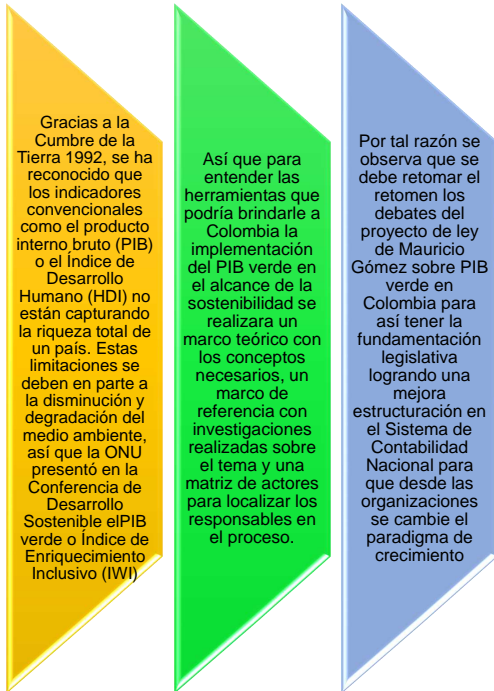 Gracias a la
Cumbre de la
Tierra 1992, se ha
reconocido que
los indicadores
convencionales
como el producto
interno bruto (PIB)
o el Índice de
Desarrollo
Humano (HDI) no
están capturando
la riqueza total de
un país. Estas
limitaciones se
deben en parte a
la disminución y
degradación del
medio ambiente,
así que la ONU
presentó en la
Conferencia de
Desarrollo
Sostenible elPIB
verde o Índice de
Enriquecimiento
Inclusivo (IWI)
Así que para
entender las
herramientas que
podría brindarle a
Colombia la
implementación
del PIB verde en
el alcance de la
sostenibilidad se
realizara un
marco teórico con
los conceptos
necesarios, un
marco de
referencia con
investigaciones
realizadas sobre
el tema y una
matriz de actores
para localizar los
responsables en
el proceso.
Por tal razón se
observa que se
debe retomar el
retomen los
debates del
proyecto de ley
de Mauricio
Gómez sobre PIB
verde en
Colombia para
así tener la
fundamentación
legislativa
logrando una
mejora
estructuración en
el Sistema de
Contabilidad
Nacional para
que desde las
organizaciones
se cambie el
paradigma de
crecimiento